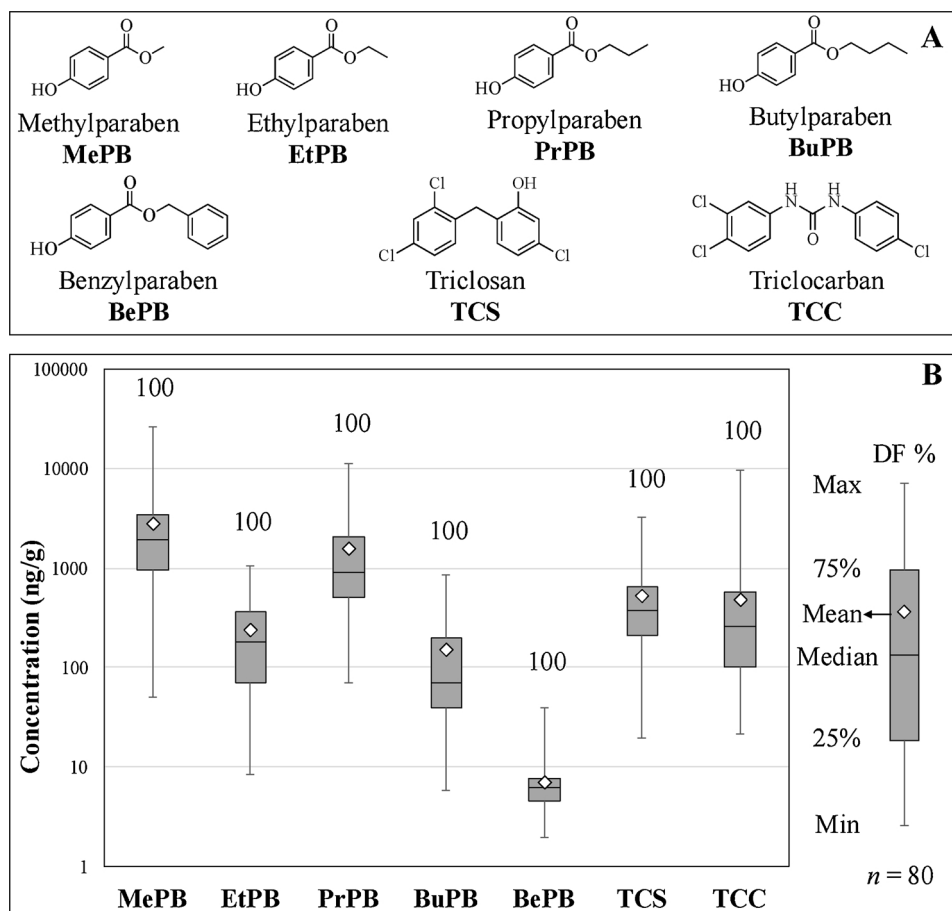 A
HO
O
O
Methylparaben
MePB
HO
O
O
Ethylparaben
EtPB
HO
O
O
Propylparaben
PrPB
HO
O
O
Butylparaben
BuPB
HO
O
O
Benzylparaben
BePB
Cl
OH
Cl
Cl
Triclosan
TCS
Cl
Cl
H
N
H
N
O
Cl
Triclocarban
TCC
B
Concentration (ng/g)
100000
10000
1000
100
10
1
100
100
100
100
100
100
100
MePB EtPB PrPB BuPB BePB TCS TCC
DF %
Max
75%
Mean
Median
25%
Min
n = 80